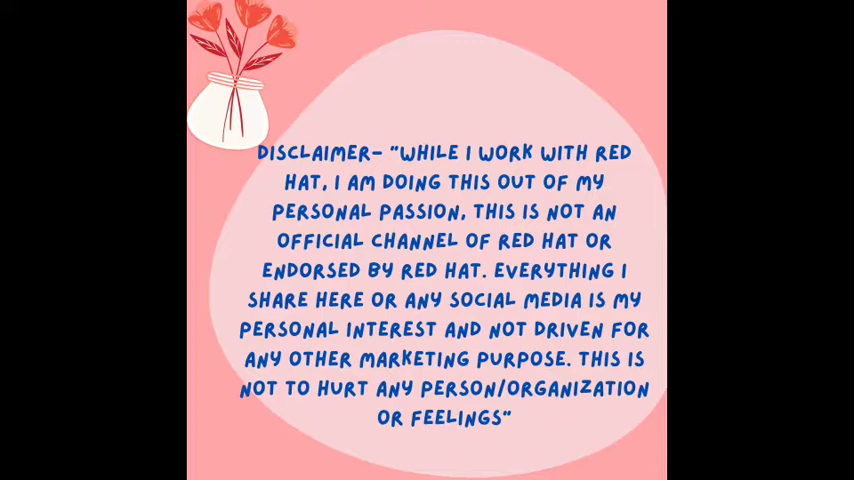 DISCLAIMER- "WHILE I WORK WITH RED
HAT, I AM DOING THIS OUT OF MY
PERSONAL PASSION, THIS IS NOT AN
OFFICIAL CHANNEL OF RED HAT OR
ENDORSED BY RED HAT. EVERYTHING I
SHARE HERE OR ANY SOCIAL MEDIA IS MY
PERSONAL INTEREST AND NOT DRIVEN FOR
ANY OTHER MARKETING PURPOSE. THIS IS
NOT TO HURT ANY PERSON/ORGANIZATION
OR FEELINGS"